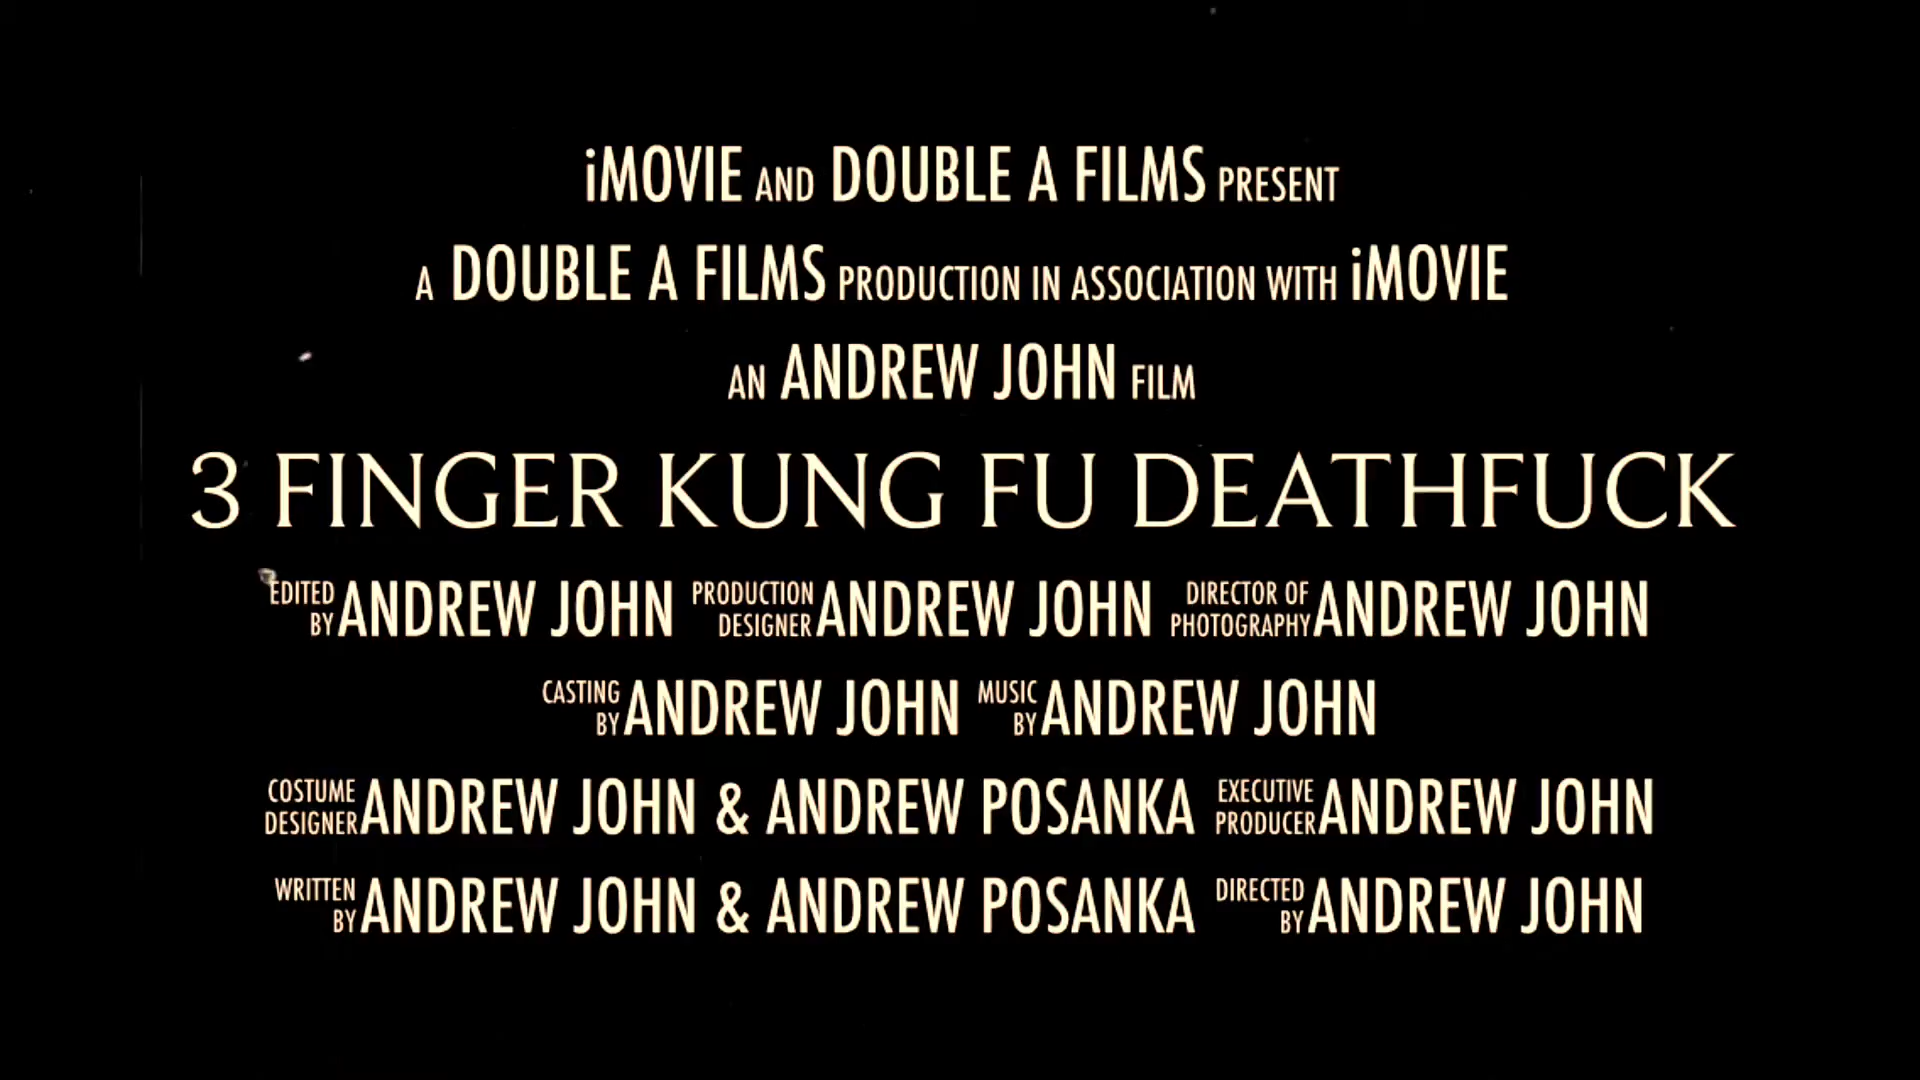 iMOVIE AND DOUBLE A FILMS PRESENT
A DOUBLE A FILMS PRODUCTION IN ASSOCIATION WITH iMOVIE
AN ANDREW JOHN FILM
3 FINGER KUNG FU DEATHFUCK
EDITED BY ANDREW JOHN PRODUCTION DESIGNER ANDREW JOHN DIRECTOR OF PHOTOGRAPHY ANDREW JOHN
CASTING BY ANDREW JOHN MUSIC BY ANDREW JOHN
COSTUME DESIGNER ANDREW JOHN & ANDREW POSANKA EXECUTIVE PRODUCER ANDREW JOHN
WRITTEN BY ANDREW JOHN & ANDREW POSANKA DIRECTED BY ANDREW JOHN